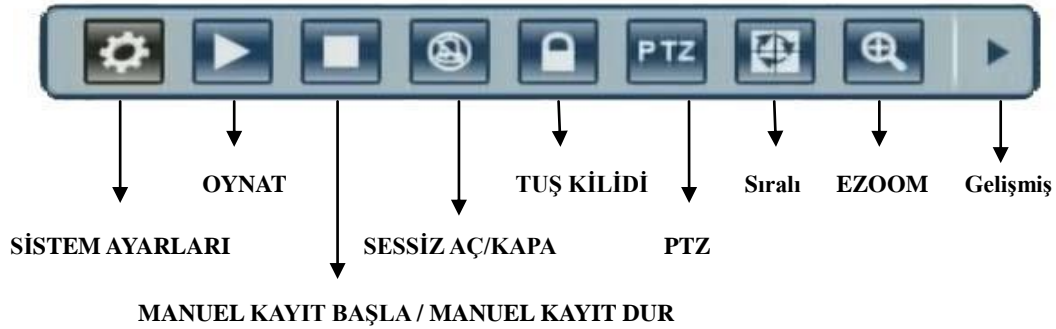 PTZ
OYNAT TUŞ KİLİDİ Sıralı EZOOM Gelişmiş
SİSTEM AYARLARI SESSİZ AÇ/KAPA PTZ
MANUEL KAYIT BAŞLA / MANUEL KAYIT DUR